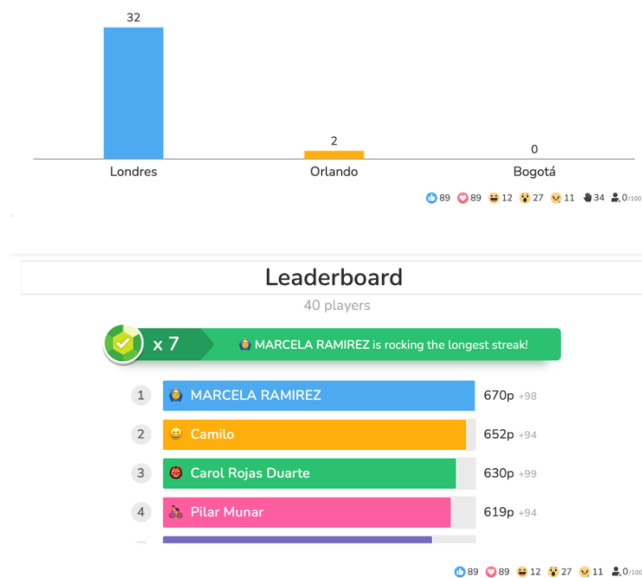 32
2
0
Londres Orlando Bogotá
89 89 12 27 11 34 0/100
Leaderboard
40 players
x 7 MARCELA RAMIREZ is rocking the longest streak!
1 MARCELA RAMIREZ 670p +98
2 Camilo 652p +94
3 Carol Rojas Duarte 630p +99
4 Pilar Munar 619p +94
89 89 12 27 11 0/100